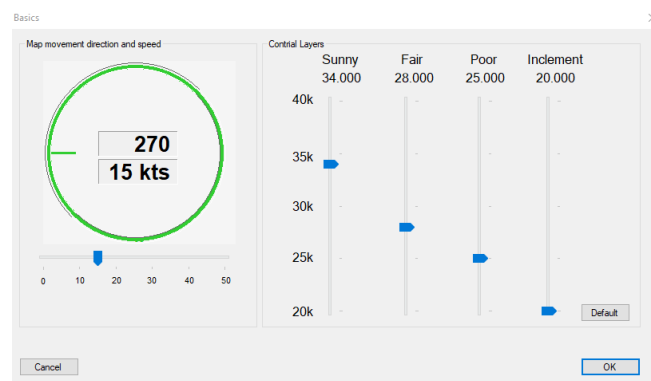 Basics
Map movement direction and speed
270
15 kts
0 10 20 30 40 50
Contrial Layers
Sunny Fair Poor Inclement
34.000 28.000 25.000 20.000
40k
35k
30k
25k
20k
Default
Cancel
OK